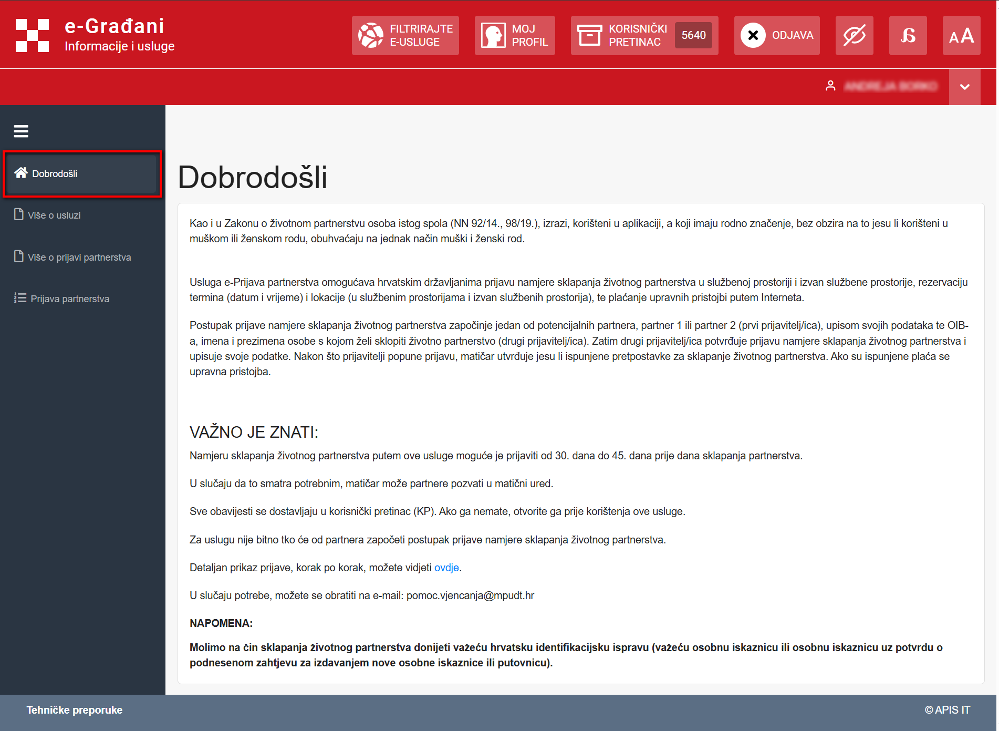 e-Građani
Informacije i usluge
FILTRIRAJTE
E-USLUGE
MOJ
PROFIL
KORISNIČKI
PRETINAC
5640
ODJAVA
AA
Dobrodošli
Više o usluzi
Više o prijavi partnerstva
Prijava partnerstva
Dobrodošli
Kao i u Zakonu o životnom partnerstvu osoba istog spola (NN 92/14., 98/19.), izrazi, korišteni u aplikaciji, a koji imaju rodno značenje, bez obzira na to jesu li korišteni u
muškom ili ženskom rodu, obuhvaćaju na jednak način muški i ženski rod.
Usluga e-Prijava partnerstva omogućava hrvatskim državljanima prijavu namjere sklapanja životnog partnerstva u službenoj prostoriji i izvan službene prostorije, rezervaciju
termina (datum i vrijeme) i lokacije (u službenim prostorijama i izvan službenih prostorija), te plaćanje upravnih pristojbi putem Interneta.
Postupak prijave namjere sklapanja životnog partnerstva započinje jedan od potencijalnih partnera, partner 1 ili partner 2 (prvi prijavitelj/ica), upisom svojih podataka te OIB-
a, imena i prezimena osobe s kojom želi sklopiti životno partnerstvo (drugi prijavitelj/ica). Zatim drugi prijavitelj/ica potvrđuje prijavu namjere sklapanja životnog partnerstva i
upisuje svoje podatke. Nakon što prijavitelji popune prijavu, matičar utvrđuje jesu li ispunjene pretpostavke za sklapanje životnog partnerstva. Ako su ispunjene plaća se
upravna pristojba.
VAŽNO JE ZNATI:
Namjeru sklapanja životnog partnerstva putem ove usluge moguće je prijaviti od 30. dana do 45. dana prije dana sklapanja partnerstva.
U slučaju da to smatra potrebnim, matičar može partnere pozvati u matični ured.
Sve obavijesti se dostavljaju u korisnički pretinac (KP). Ako ga nemate, otvorite ga prije korištenja ove usluge.
Za uslugu nije bitno tko će od partnera započeti postupak prijave namjere sklapanja životnog partnerstva.
Detaljan prikaz prijave, korak po korak, možete vidjeti ovdje.
U slučaju potrebe, možete se obratiti na e-mail: pomoc.vjencanja@mpudt.hr
NAPOMENA:
Molimo na čin sklapanja životnog partnerstva donijeti važeću hrvatsku identifikacijsku ispravu (važeću osobnu iskaznicu ili osobnu iskaznicu uz potvrdu o
podnesenom zahtjevu za izdavanjem nove osobne iskaznice ili putovnicu).
Tehničke preporuke
© APIS IT